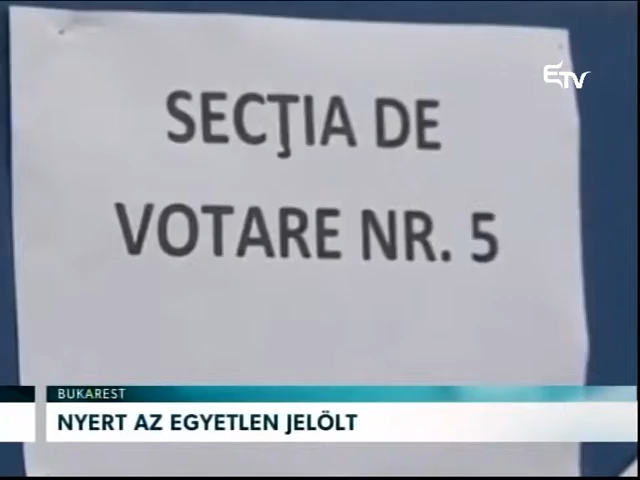 ETV
SECŢIA DE
VOTARE NR. 5
BUKAREST
NYERT AZ EGYETLEN JELÖLT